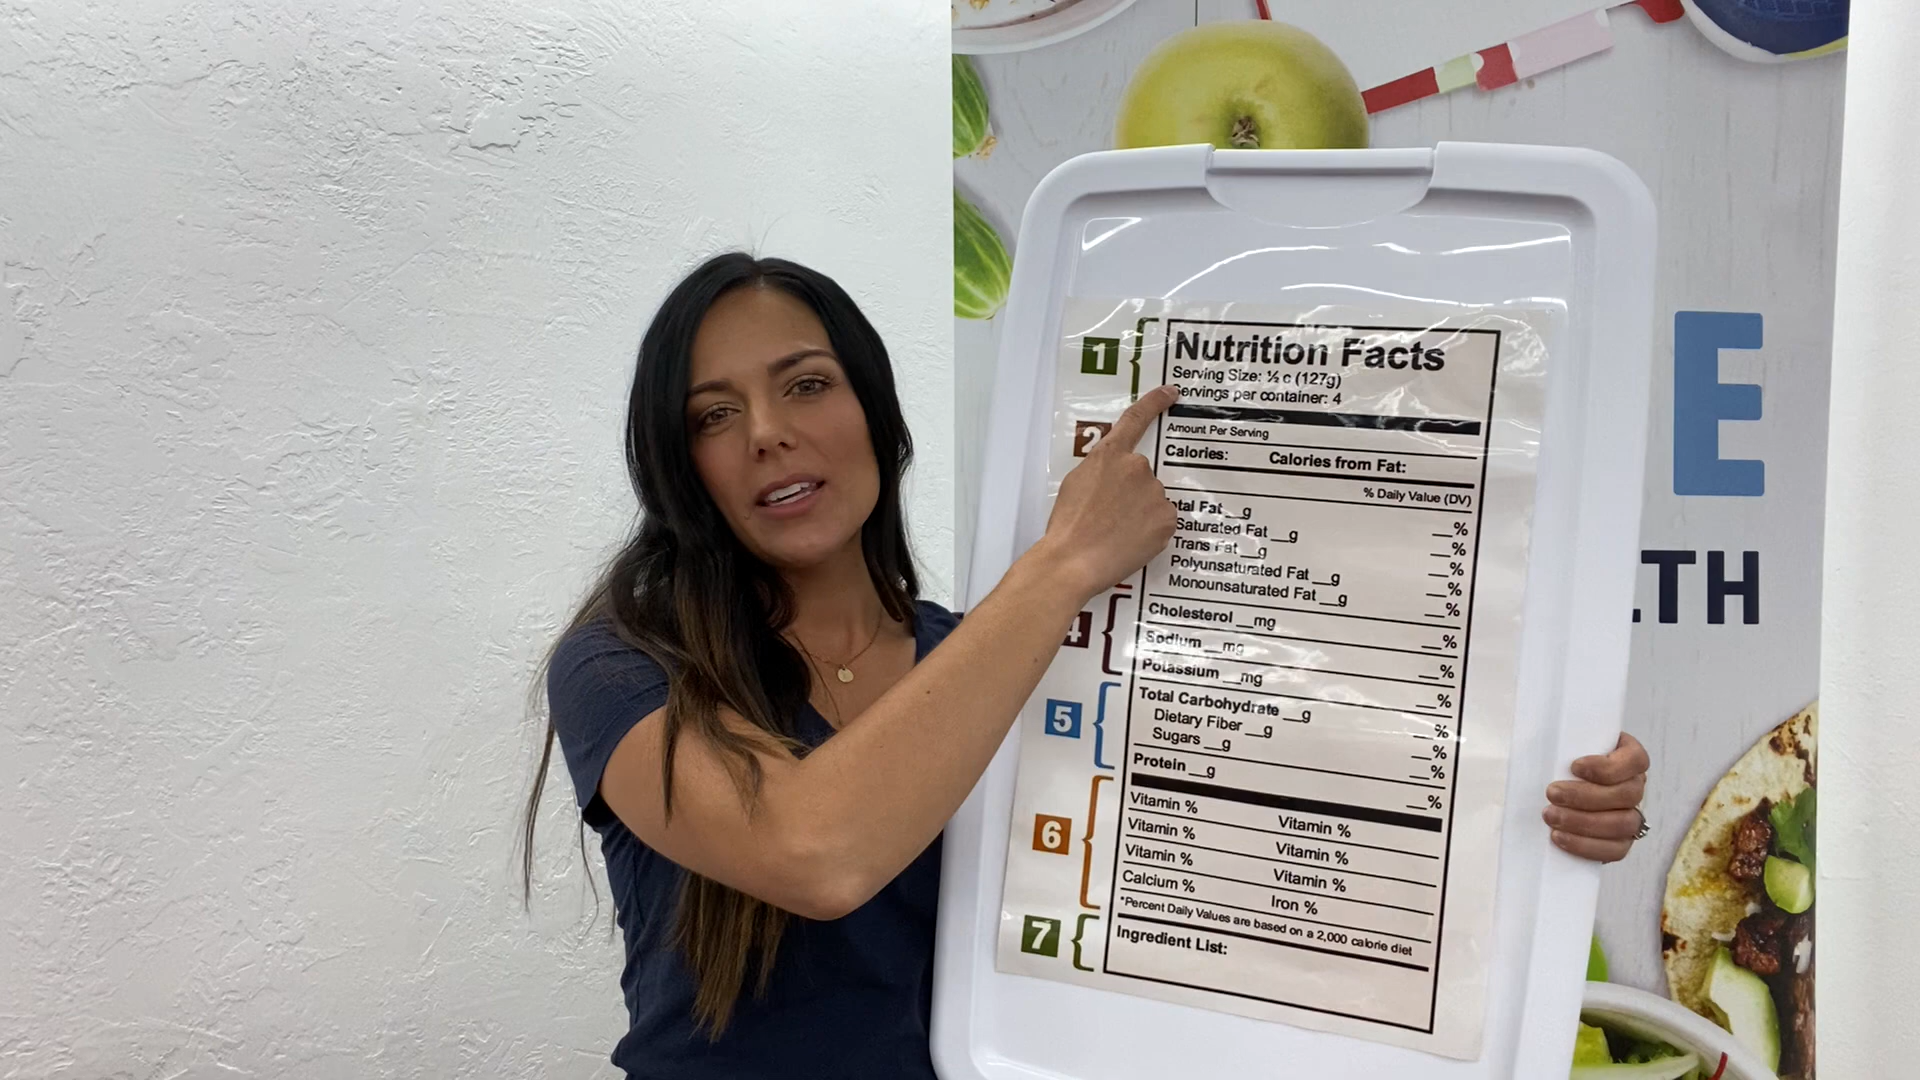 1
Nutrition Facts
Serving Size: ½ c (127g)
Servings per container: 4
2
Amount Per Serving
Calories: Calories from Fat:
% Daily Value (DV)
Total Fat __g __%
Saturated Fat __g __%
Trans Fat __g __%
Polyunsaturated Fat __g __%
Monounsaturated Fat __g __%
4
Cholesterol __mg __%
Sodium __mg __%
Potassium __mg __%
5
Total Carbohydrate __g __%
Dietary Fiber __g __%
Sugars __g __%
Protein __g __%
6
Vitamin % Vitamin %
Vitamin % Vitamin %
Vitamin % Vitamin %
Calcium % Iron %
*Percent Daily Values are based on a 2,000 calorie diet
7
Ingredient List:
E
LTH